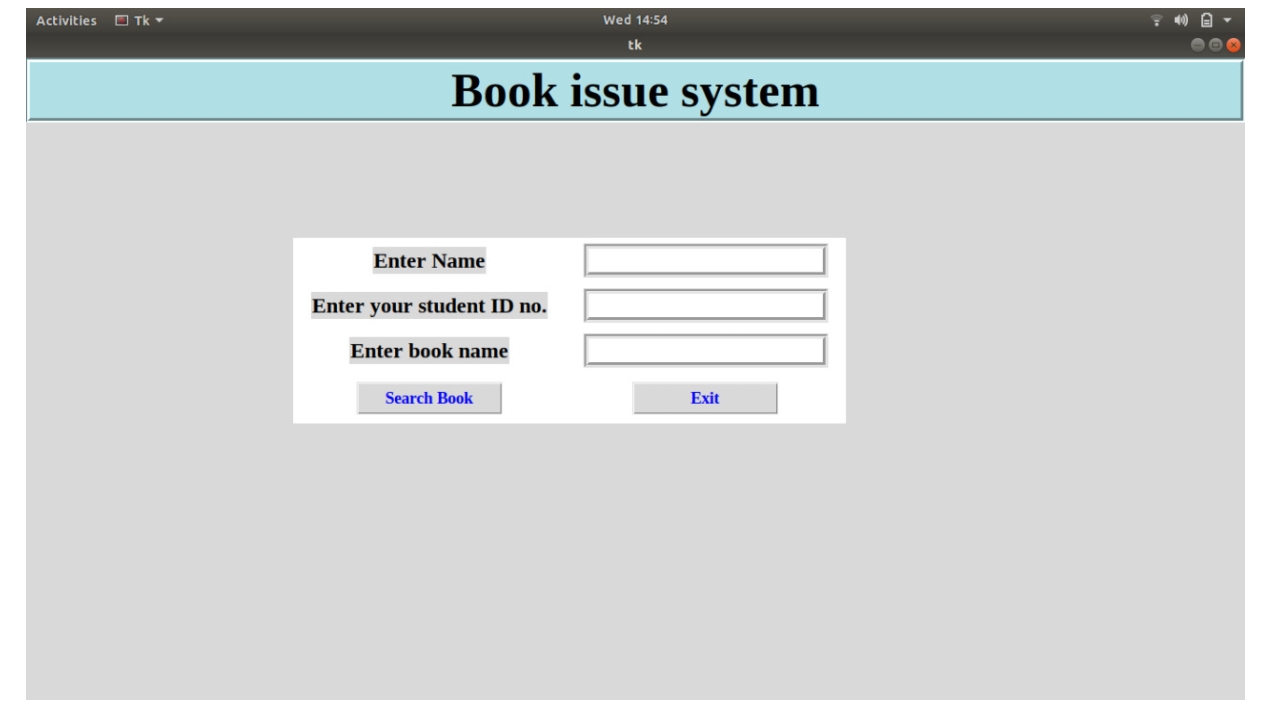 Activities Tk Wed 14:54
tk
Book issue system
Enter Name
Enter your student ID no.
Enter book name
Search Book Exit